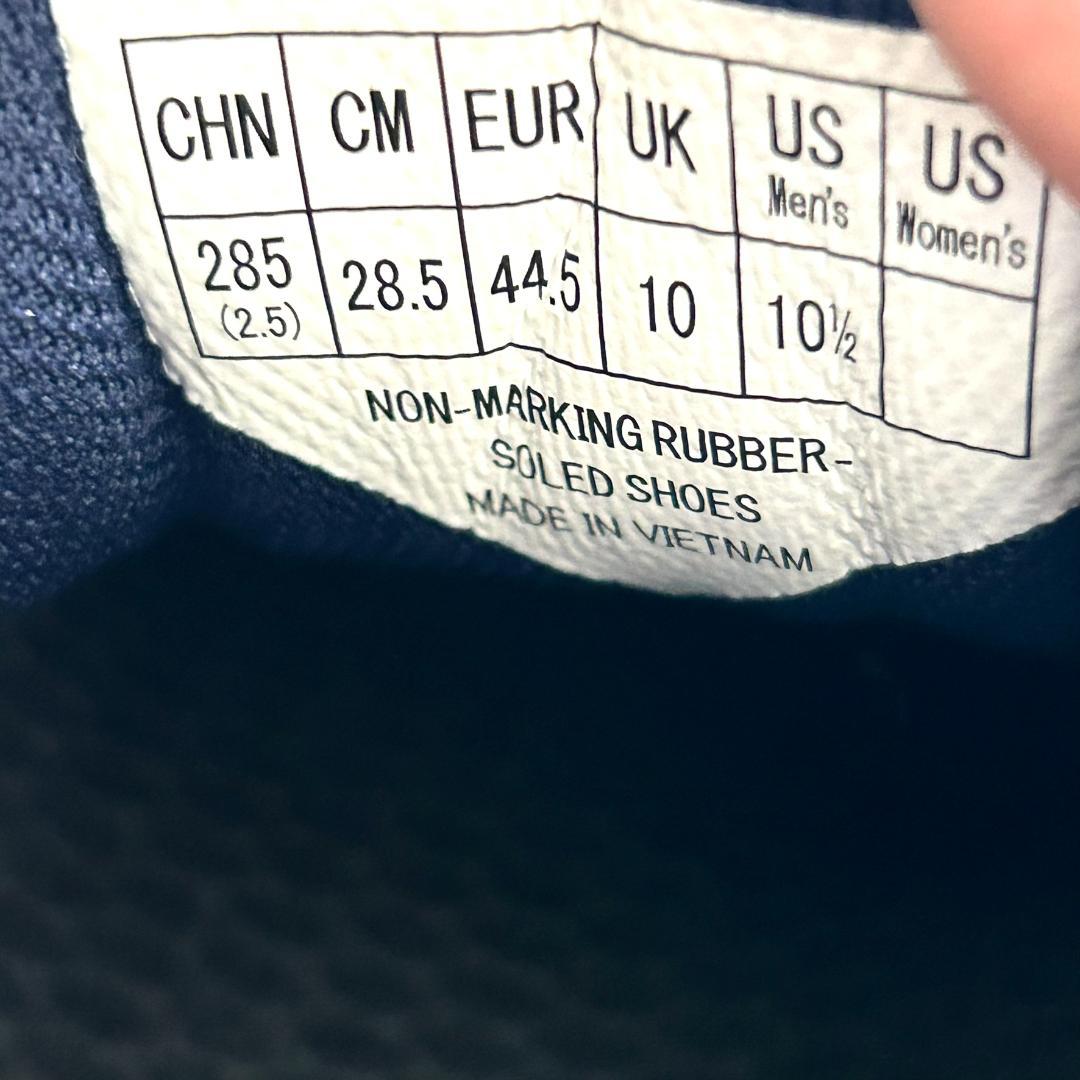 CHN CM EUR UK US Men's US Women's
285 (2.5) 28.5 44.5 10 10½
NON-MARKING RUBBER-
SOLED SHOES
MADE IN VIETNAM